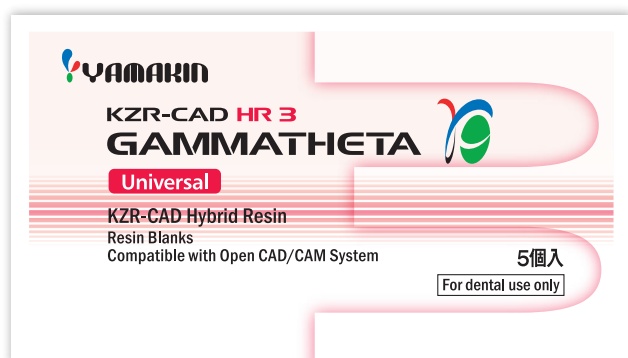 YAMAKIN
KZR-CAD HR 3
GAMMATHETA
Universal
KZR-CAD Hybrid Resin
Resin Blanks
Compatible with Open CAD/CAM System
5個入
For dental use only